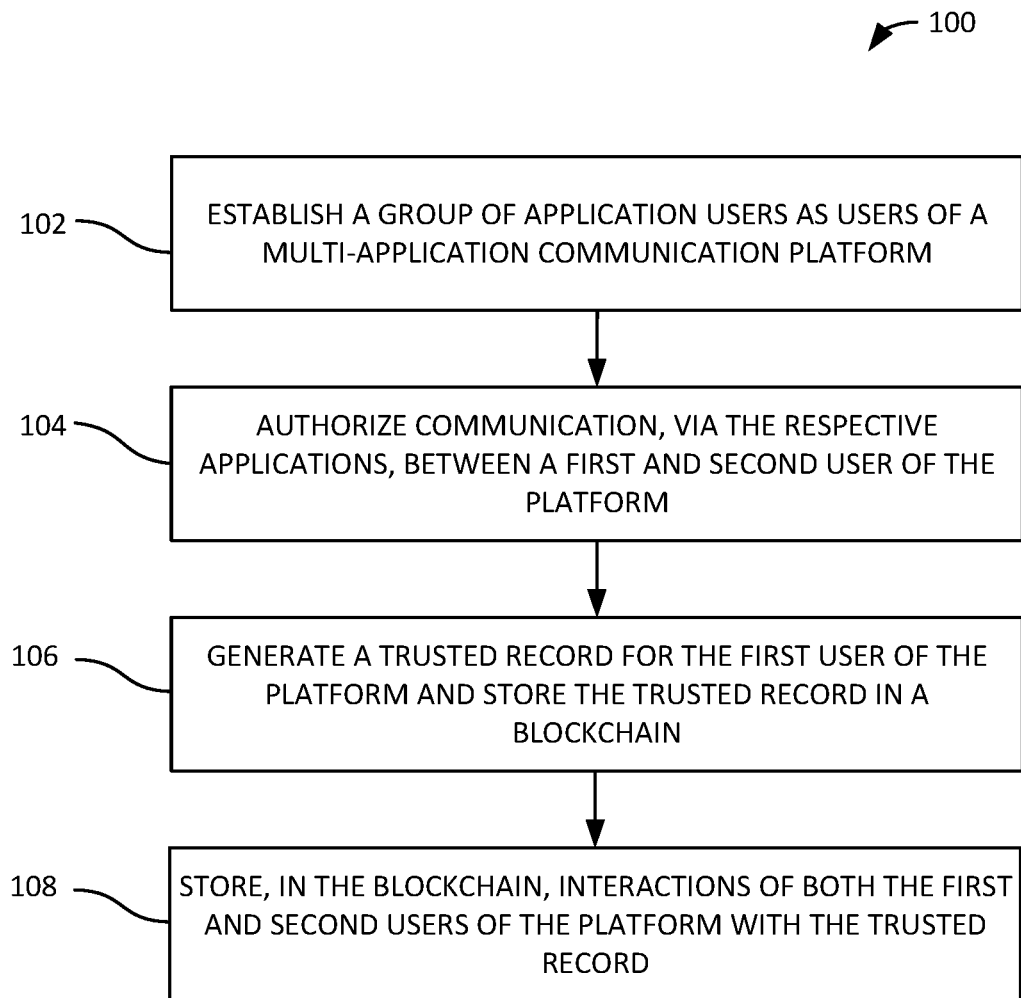 100
102
ESTABLISH A GROUP OF APPLICATION USERS AS USERS OF A
MULTI-APPLICATION COMMUNICATION PLATFORM
104
AUTHORIZE COMMUNICATION, VIA THE RESPECTIVE
APPLICATIONS, BETWEEN A FIRST AND SECOND USER OF THE
PLATFORM
106
GENERATE A TRUSTED RECORD FOR THE FIRST USER OF THE
PLATFORM AND STORE THE TRUSTED RECORD IN A
BLOCKCHAIN
108
STORE, IN THE BLOCKCHAIN, INTERACTIONS OF BOTH THE FIRST
AND SECOND USERS OF THE PLATFORM WITH THE TRUSTED
RECORD